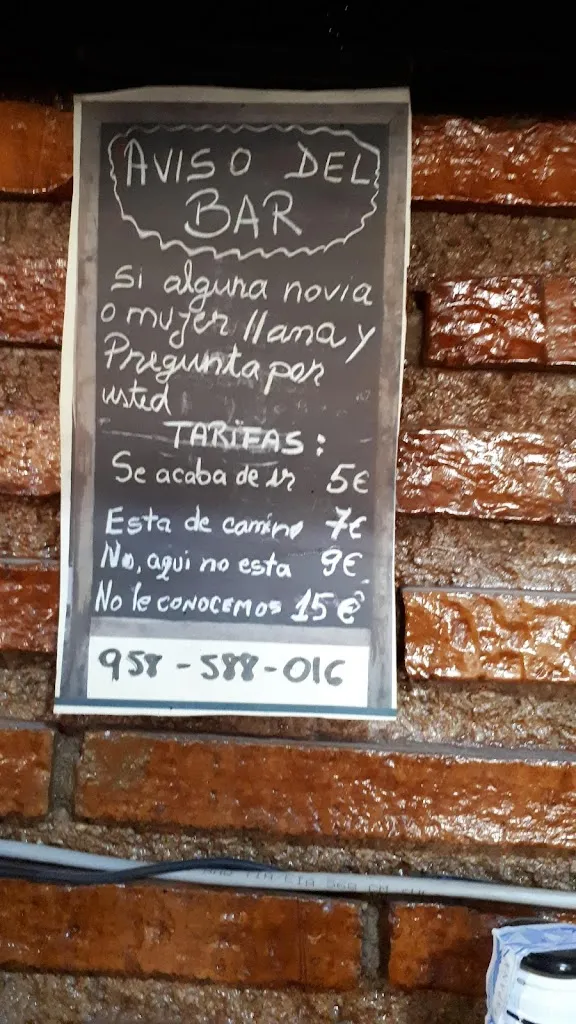 AVISO DEL
BAR
si alguna novia
o mujer llana y
Pregunta por
usted
TARIFAS:
Se acaba de ir 5€
Esta de camino 7€
No, aqui no esta 9€
No le CONOCEMOS 15€
958-588-016